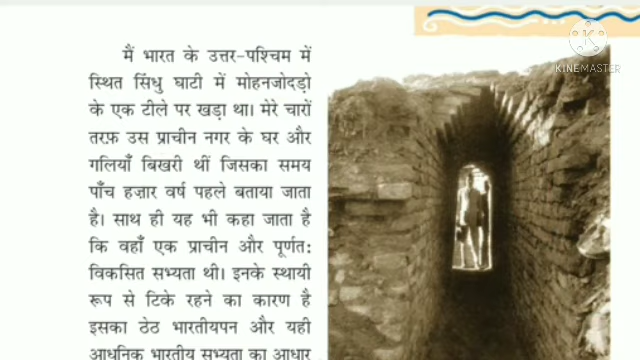 मैं भारत के उत्तर-पश्चिम में
स्थित सिंधु घाटी में मोहनजोदड़ो
के एक टीले पर खड़ा था। मेरे चारों
तरफ़ उस प्राचीन नगर के घर और
गलियाँ बिखरी थीं जिसका समय
पाँच हज़ार वर्ष पहले बताया जाता
है। साथ ही यह भी कहा जाता है
कि वहाँ एक प्राचीन और पूर्णतः
विकसित सभ्यता थी। इनके स्थायी
रूप से टिके रहने का कारण है
इसका ठेठ भारतीयपन और यही
आधुनिक भारतीय सभ्यता का आधार
KINEMASTER